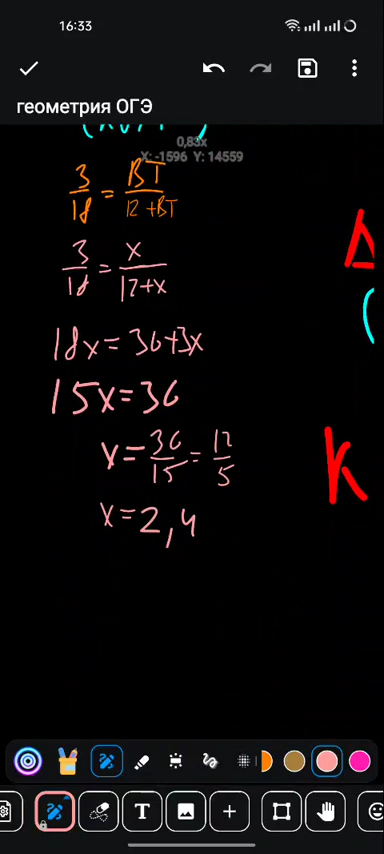 16:33
геометрия ОГЭ
0,83x
X: -1596 Y: 14559
3/18 = BT/12+BT
3/18 = x/12+x
18x=36+3x
15x=36
x=36/15=12/5
x=2,4
К
T